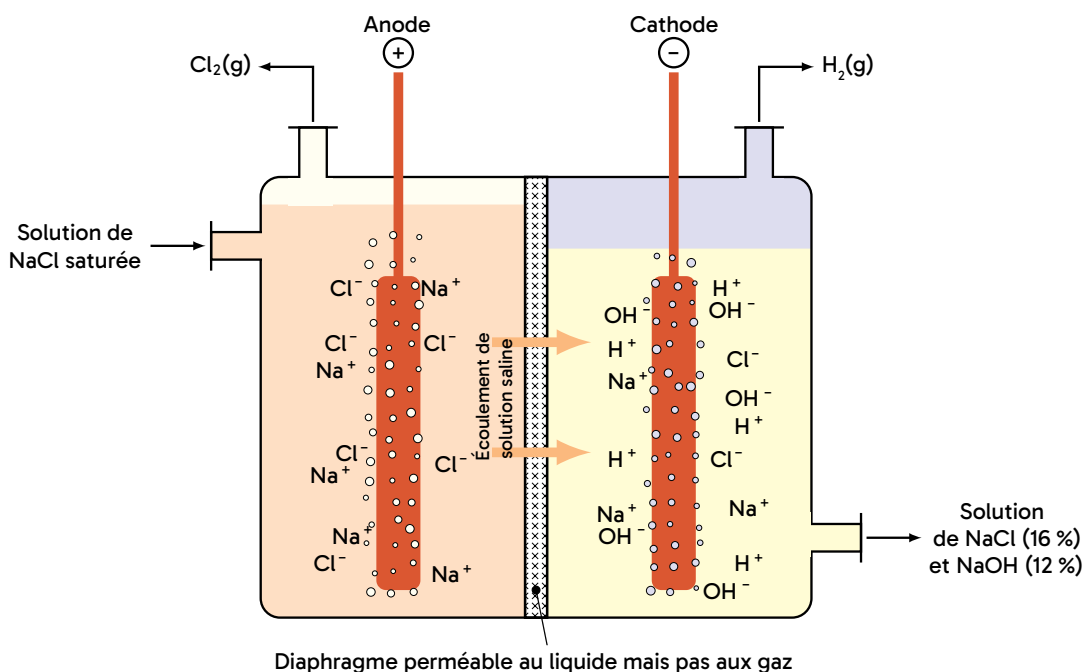 Anode
+
Cathode
−
Cl₂(g)
H₂(g)
Solution de
NaCl saturée
Cl⁻
Na⁺
Cl⁻
Cl⁻
Na⁺
Cl⁻
Cl⁻
Na⁺
Na⁺
Cl⁻
Na⁺
Écoulement de
solution saline
H⁺
OH⁻
OH⁻
H⁺
Cl⁻
Na⁺
OH⁻
H⁺
H⁺
Cl⁻
Na⁺
Na⁺
OH⁻
H⁺
OH⁻
Solution
de NaCl (16 %)
et NaOH (12 %)
Diaphragme perméable au liquide mais pas aux gaz